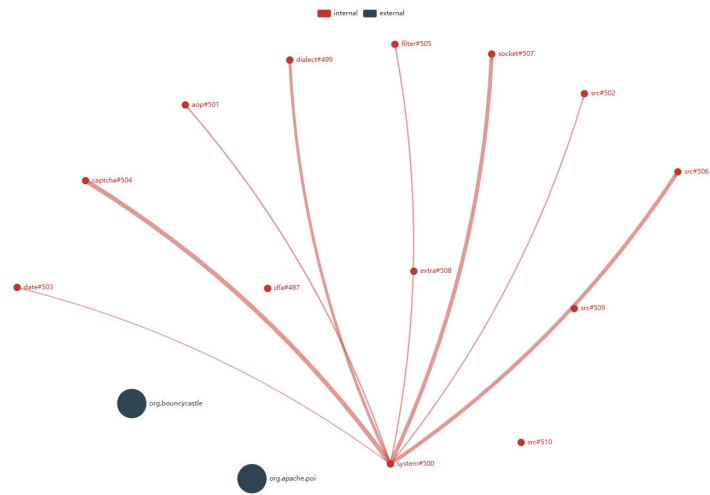 internal external
filter#505
socket#507
dialect#499
src#502
aop#501
src#506
captcha#504
extra#508
date#503
dfa#497
src#509
org.bouncycastle
src#510
system#500
org.apache.poi